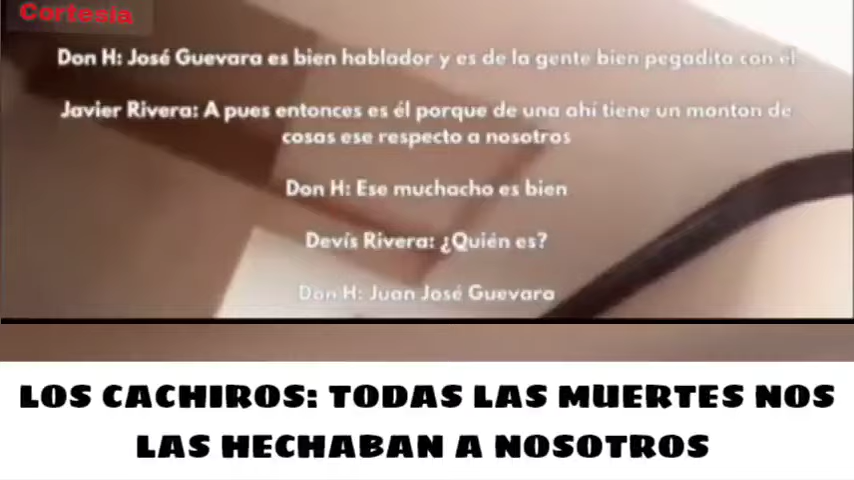 Cortesía
Don H: José Guevara es bien hablador y es de la gente bien pegadita con él
Javier Rivera: A pues entonces es él porque de una ahí tiene un monton de
cosas ese respecto a nosotros
Don H: Ese muchacho es bien
Devís Rivera: ¿Quién es?
Don H: Juan José Guevara
LOS CACHIROS: TODAS LAS MUERTES NOS
LAS HECHABAN A NOSOTROS